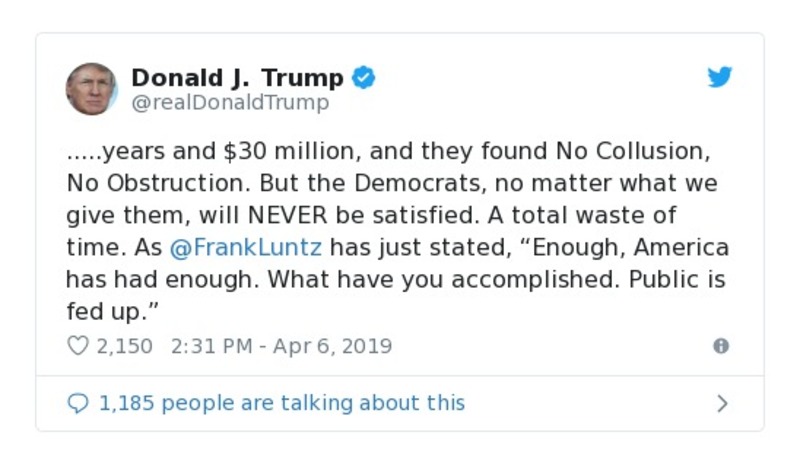 Donald J. Trump
@realDonaldTrump
.....years and $30 million, and they found No Collusion,
No Obstruction. But the Democrats, no matter what we
give them, will NEVER be satisfied. A total waste of
time. As @FrankLuntz has just stated, “Enough, America
has had enough. What have you accomplished. Public is
fed up.”
2,150 2:31 PM - Apr 6, 2019
1,185 people are talking about this